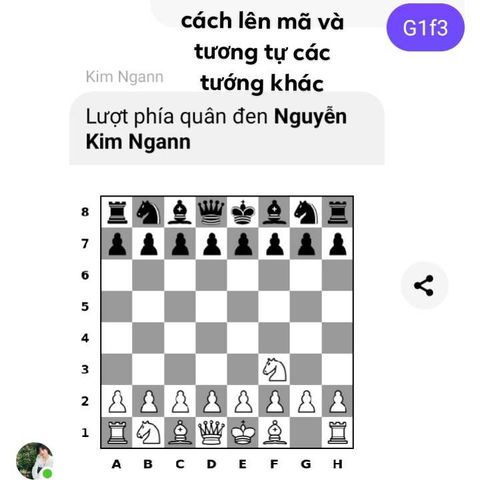 cách lên mã và
tương tự các
tướng khác
G1f3
Kim Ngann
Lượt phía quân đen Nguyễn
Kim Ngann
8
7
6
5
4
3
2
1
A B C D E F G H